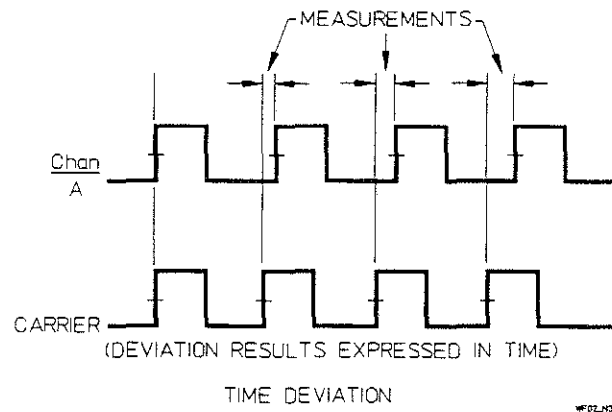 MEASUREMENTS
Chan
A
CARRIER
(DEVIATION RESULTS EXPRESSED IN TIME)
TIME DEVIATION